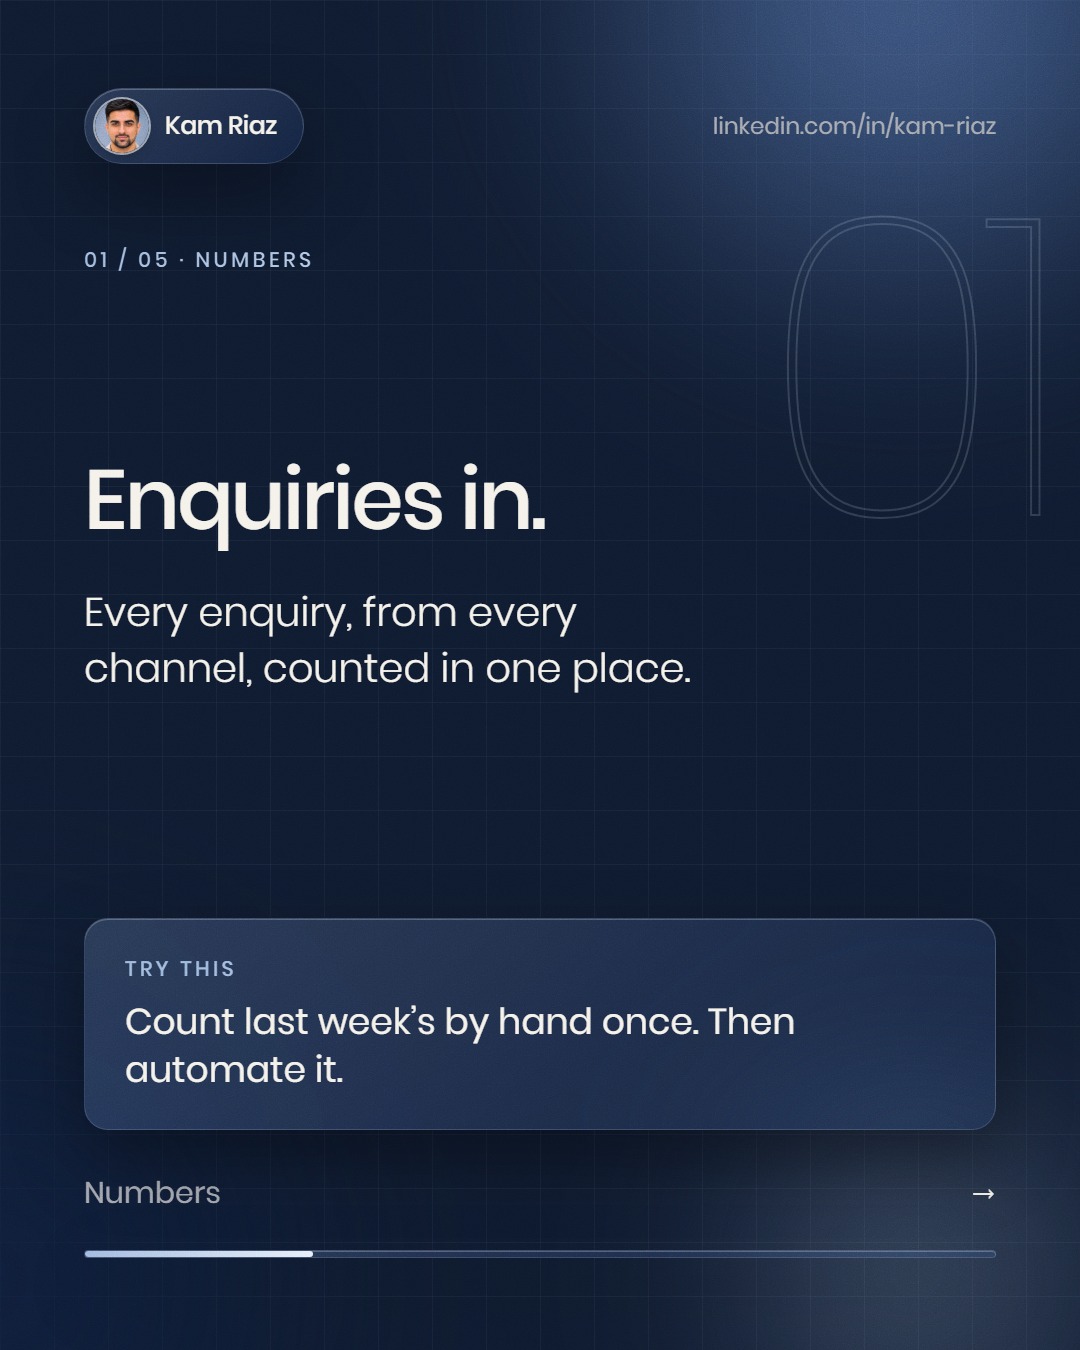 Kam Riaz
linkedin.com/in/kam-riaz
01 / 05 · NUMBERS
01
Enquiries in.
Every enquiry, from every
channel, counted in one place.
TRY THIS
Count last week’s by hand once. Then
automate it.
Numbers
→